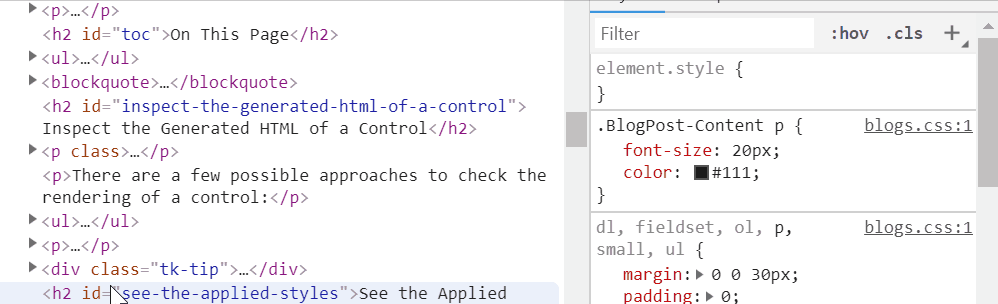 <p>…</p>
<h2 id="toc">On This Page</h2>
<ul>…</ul>
<blockquote>…</blockquote>
<h2 id="inspect-the-generated-html-of-a-control">
Inspect the Generated HTML of a Control</h2>
<p class>…</p>
<p>There are a few possible approaches to check the
rendering of a control:</p>
<ul>…</ul>
<p>…</p>
<div class="tk-tip">…</div>
<h2 id="see-the-applied-styles">See the Applied
Filter :hov .cls +
element.style {
}
.BlogPost-Content p { blogs.css:1
font-size: 20px;
color: #111;
}
dl, fieldset, ol, p, blogs.css:1
small, ul {
margin: 0 0 30px;
padding: 0;